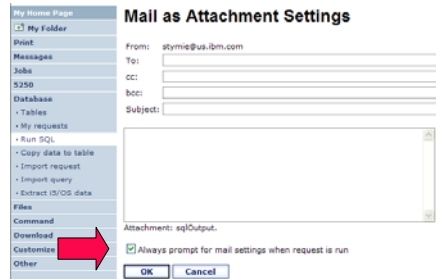 My Home Page
My Folder
Print
Messages
Jobs
5250
Database
• Tables
• My requests
• Run SQL
• Copy data to table
• Import request
• Import query
• Extract i5/OS data
Files
Command
Download
Customize
Other
Mail as Attachment Settings
From: stymie@us.ibm.com
To:
cc:
bcc:
Subject:
Attachment: sqlOutput.
Always prompt for mail settings when request is run
OK Cancel